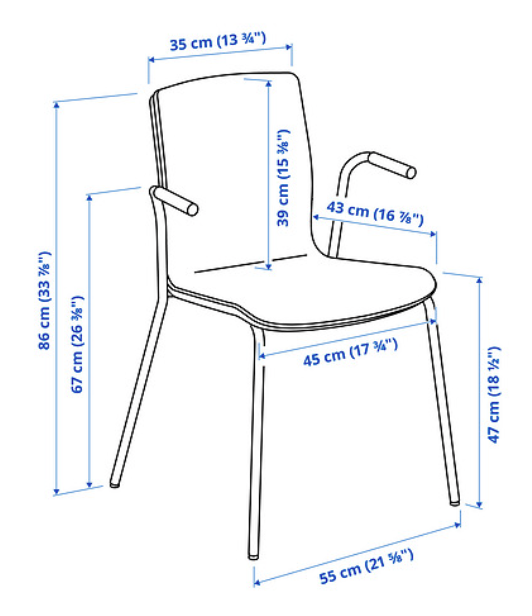 35 cm (13 ¾")
39 cm (15 ⅜")
43 cm (16 ⅞")
86 cm (33 ⅞")
67 cm (26 ⅜")
45 cm (17 ¾")
47 cm (18 ½")
55 cm (21 ⅝")